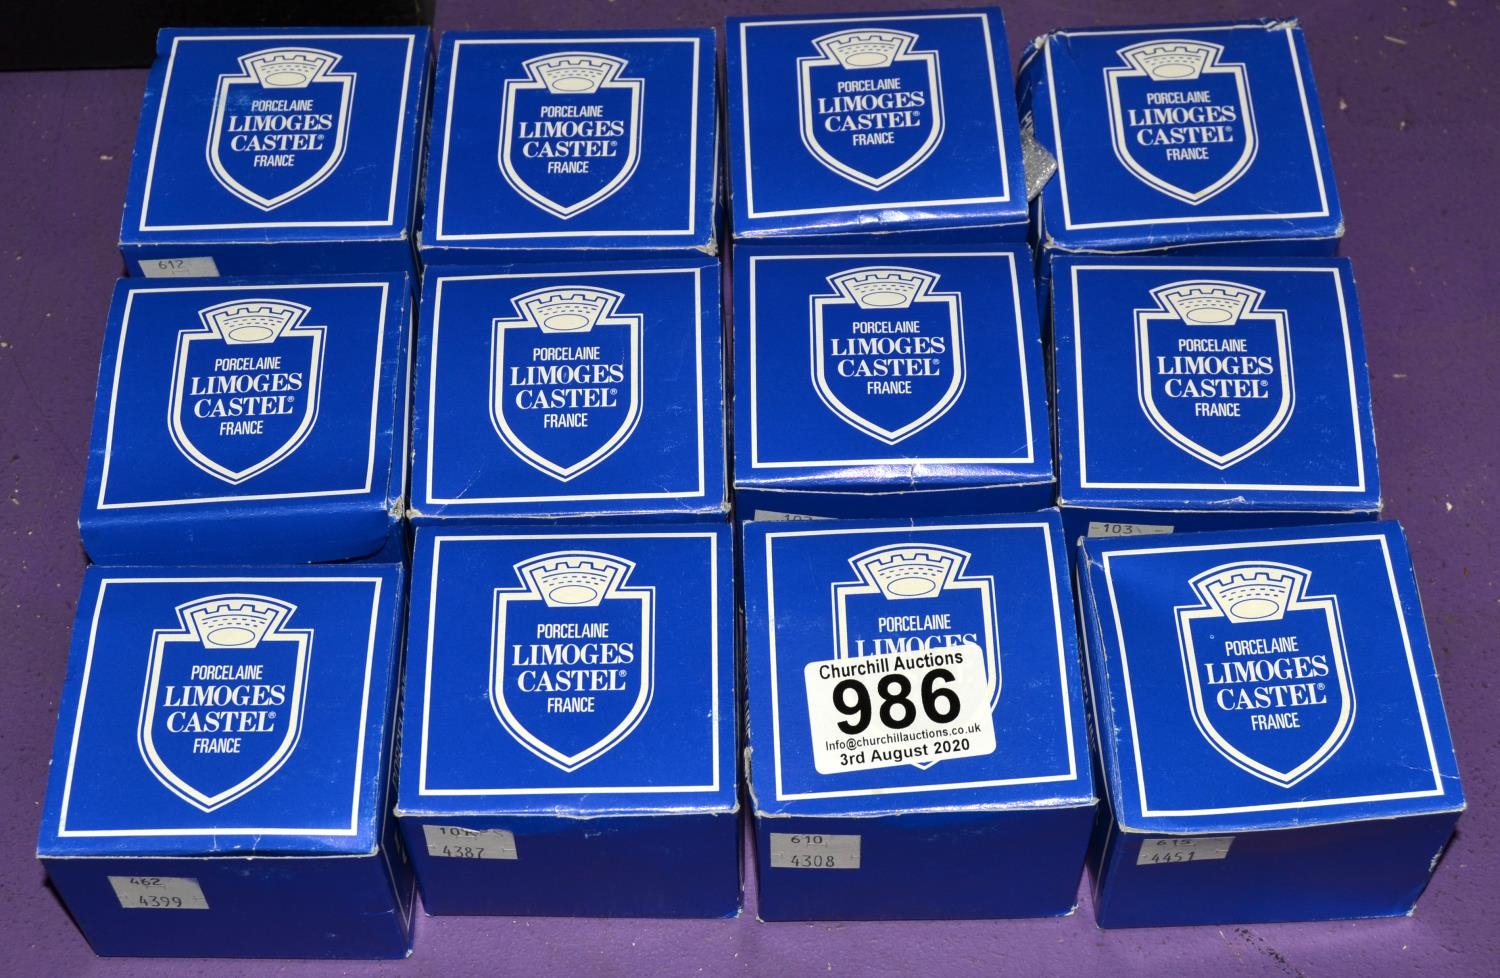 PORCELAINE
LIMOGES
CASTEL®
FRANCE
PORCELAINE
LIMOGES
CASTEL®
FRANCE
PORCELAINE
LIMOGES
CASTEL®
FRANCE
PORCELAINE
LIMOGES
CASTEL®
FRANCE
612
PORCELAINE
LIMOGES
CASTEL®
FRANCE
PORCELAINE
LIMOGES
CASTEL®
FRANCE
PORCELAINE
LIMOGES
CASTEL®
FRANCE
PORCELAINE
LIMOGES
CASTEL®
FRANCE
103
PORCELAINE
LIMOGES
CASTEL®
FRANCE
462
4399
PORCELAINE
LIMOGES
CASTEL®
FRANCE
4387
PORCELAINE
LIMOGES
Churchill Auctions
986
Info@churchillauctions.co.uk
3rd August 2020
610
4308
PORCELAINE
LIMOGES
CASTEL®
FRANCE
615
4451